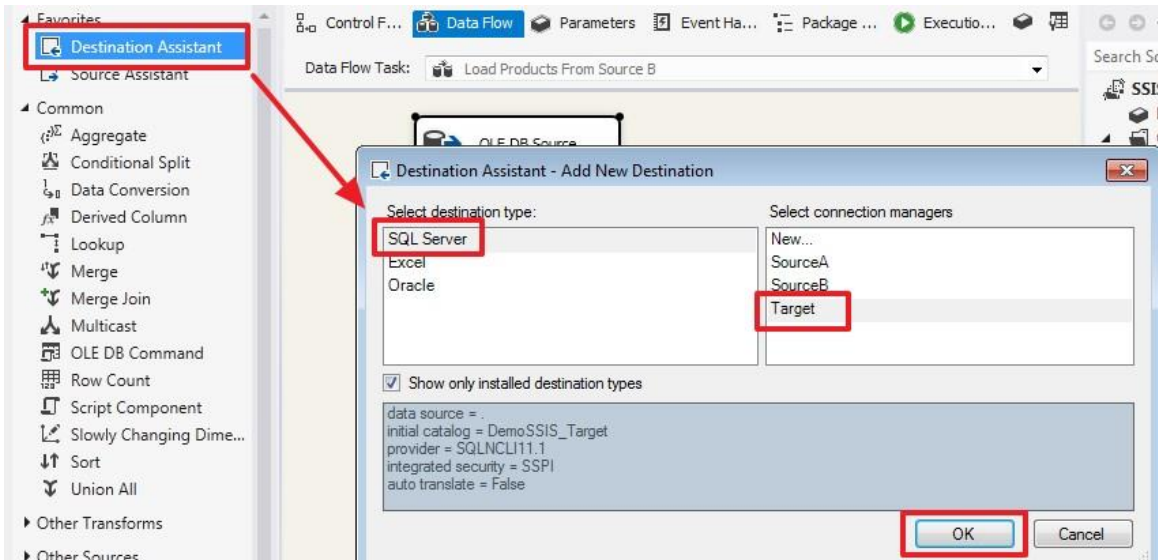 Favorites
Destination Assistant
Source Assistant
Common
Aggregate
Conditional Split
Data Conversion
Derived Column
Lookup
Merge
Merge Join
Multicast
OLE DB Command
Row Count
Script Component
Slowly Changing Dime...
Sort
Union All
Other Transforms
Other Sources
Control F... Data Flow Parameters Event Ha... Package ... Executio...
Data Flow Task: Load Products From Source B
OLE DB Source
Destination Assistant - Add New Destination
Select destination type:
SQL Server
Excel
Oracle
Select connection managers
New...
SourceA
SourceB
Target
Show only installed destination types
data source = .
initial catalog = DemoSSIS_Target
provider = SQLNCLI11.1
integrated security = SSPI
auto translate = False
OK Cancel
Search So
SSI